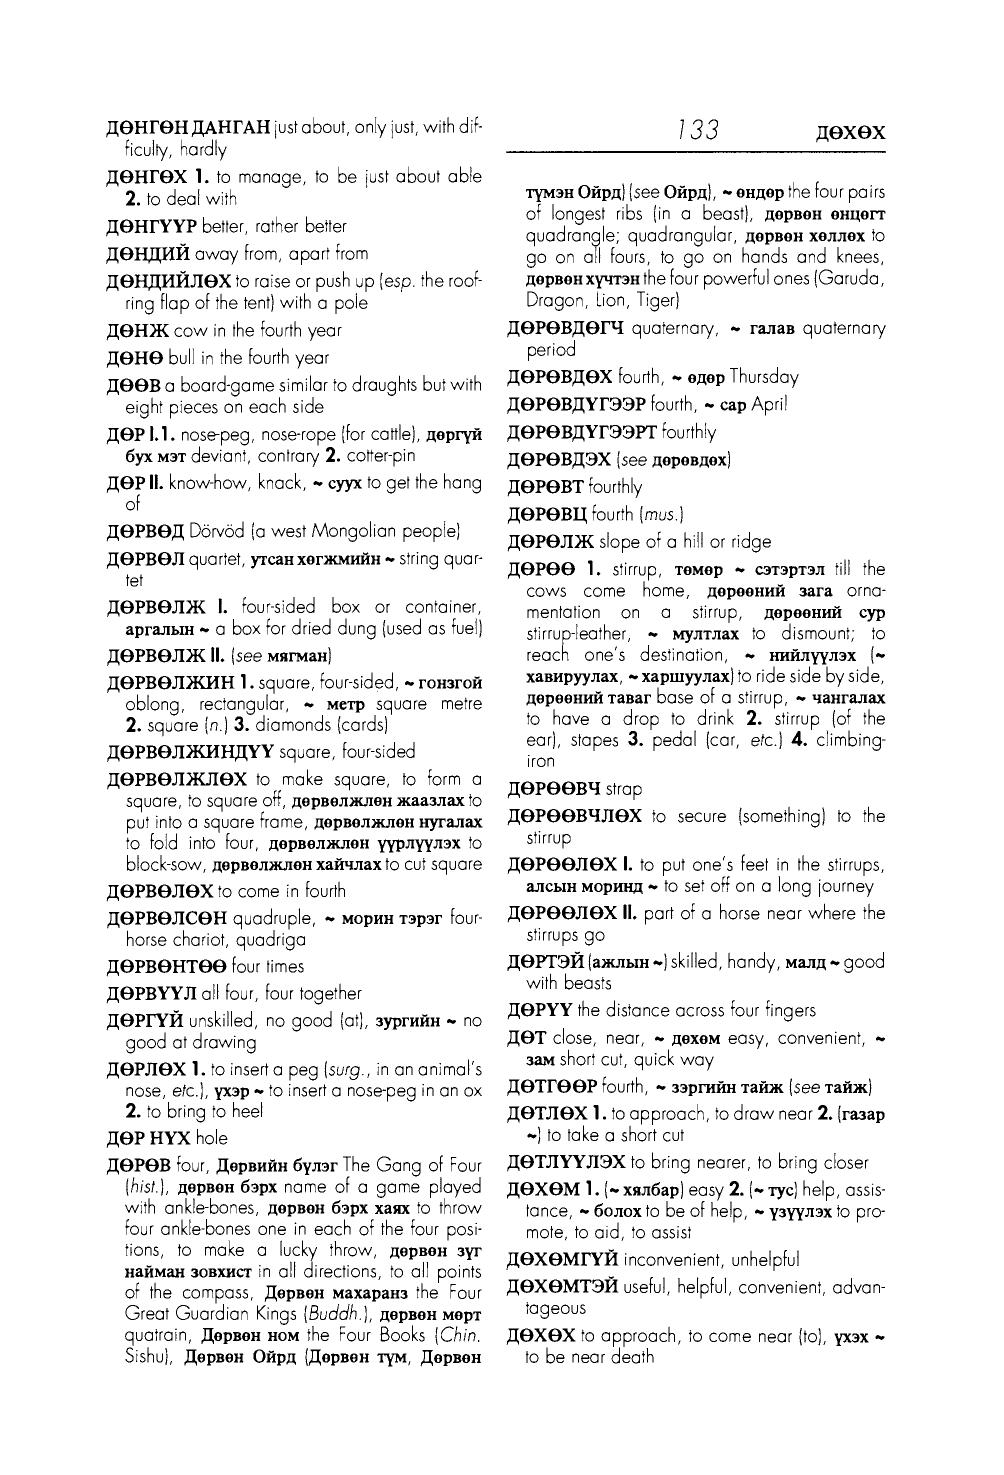 ДӨНГӨН ДАНГАН just about, only just, with dif-
ficulty, hardly
ДӨНГӨХ 1. to manage, to be just about able
2. to deal with
ДӨНГҮҮР better, rather better
ДӨНДИЙ away from, apart from
ДӨНДИЙЛӨХ to raise or push up (esp. the roof-
ring flap of the tent) with a pole
ДӨНЖ cow in the fourth year
ДӨНӨ bull in the fourth year
ДӨӨВ a board-game similar to draughts but with
eight pieces on each side
ДӨР I.1. nose-peg, nose-rope (for cattle), дөргүй
бух мэт deviant, contrary 2. cotter-pin
ДӨР II. know-how, knack, ~ суух to get the hang
of
ДӨРВӨД Dörvöd (a west Mongolian people)
ДӨРВӨЛ quartet, утсан хөгжмийн ~ string quar-
tet
ДӨРВӨЛЖ I. four-sided box or container,
аргалын ~ a box for dried dung (used as fuel)
ДӨРВӨЛЖ II. (see мягман)
ДӨРВӨЛЖИН 1. square, four-sided, ~ гонзгой
oblong, rectangular, ~ метр square metre
2. square (n.) 3. diamonds (cards)
ДӨРВӨЛЖИНДҮҮ square, four-sided
ДӨРВӨЛЖЛӨХ to make square, to form a
square, to square off, дөрвөлжлөн жаазлах to
put into a square frame, дөрвөлжлөн нугалах
to fold into four, дөрвөлжлөн үүрлүүлэх to
block-sow, дөрвөлжлөн хайчлах to cut square
ДӨРВӨЛӨХ to come in fourth
ДӨРВӨЛСӨН quadruple, ~ морин тэрэг four-
horse chariot, quadriga
ДӨРВӨНТӨӨ four times
ДӨРВҮҮЛ all four, four together
ДӨРГҮЙ unskilled, no good (at), зургийн ~ no
good at drawing
ДӨРЛӨХ 1. to insert a peg (surg., in an animal's
nose, etc.), үхэр ~ to insert a nose-peg in an ox
2. to bring to heel
ДӨР НҮХ hole
ДӨРӨВ four, Дөрвийн бүлэг The Gang of Four
(hist.), дөрвөн бэрх name of a game played
with ankle-bones, дөрвөн бэрх хаях to throw
four ankle-bones one in each of the four posi-
tions, to make a lucky throw, дөрвөн зүг
найман зовхист in all directions, to all points
of the compass, Дөрвөн махаранз the Four
Great Guardian Kings (Buddh.), дөрвөн мөрт
quatrain, Дөрвөн ном the Four Books (Chin.
Sishu), Дөрвөн Ойрд (Дөрвөн түм, Дөрвөн
133 ДӨХӨХ
түмэн Ойрд) (see Ойрд), ~ өндөр the four pairs
of longest ribs (in a beast), дөрвөн өнцөгт
quadrangle; quadrangular, дөрвөн хөллөх to
go on all fours, to go on hands and knees,
дөрвөн хүчтэн the four powerful ones (Garuda,
Dragon, Lion, Tiger)
ДӨРӨВДӨГЧ quaternary, ~ галав quaternary
period
ДӨРӨВДӨХ fourth, ~ өдөр Thursday
ДӨРӨВДҮГЭЭР fourth, ~ сар April
ДӨРӨВДҮГЭЭРТ fourthly
ДӨРӨВДЭХ (see дөрөвдөх)
ДӨРӨВТ fourthly
ДӨРӨВЦ fourth (mus.)
ДӨРӨЛЖ slope of a hill or ridge
ДӨРӨӨ 1. stirrup, төмөр ~ сэтэртэл till the
cows come home, дөрөөний зага orna-
mentation on a stirrup, дөрөөний сур
stirrup-leather, ~ мултлах to dismount; to
reach one's destination, ~ нийлүүлэх (~
хавируулах, ~ харшуулах) to ride side by side,
дөрөөний таваг base of a stirrup, ~ чангалах
to have a drop to drink 2. stirrup (of the
ear), stapes 3. pedal (car, etc.) 4. climbing-
iron
ДӨРӨӨВЧ strap
ДӨРӨӨВЧЛӨХ to secure (something) to the
stirrup
ДӨРӨӨЛӨХ I. to put one's feet in the stirrups,
алсын моринд ~ to set off on a long journey
ДӨРӨӨЛӨХ II. part of a horse near where the
stirrups go
ДӨРТЭЙ (ажлын ~) skilled, handy, малд ~ good
with beasts
ДӨРҮҮ the distance across four fingers
ДӨТ close, near, ~ дөхөм easy, convenient, ~
зам short cut, quick way
ДӨТГӨӨР fourth, ~ зэргийн тайж (see тайж)
ДӨТЛӨХ 1. to approach, to draw near 2. (газар
~) to take a short cut
ДӨТЛҮҮЛЭХ to bring nearer, to bring closer
ДӨХӨМ 1. (~ хялбар) easy 2. (~ тус) help, assis-
tance, ~ болох to be of help, ~ үзүүлэх to pro-
mote, to aid, to assist
ДӨХӨМГҮЙ inconvenient, unhelpful
ДӨХӨМТЭЙ useful, helpful, convenient, advan-
tageous
ДӨХӨХ to approach, to come near (to), үхэх ~
to be near death